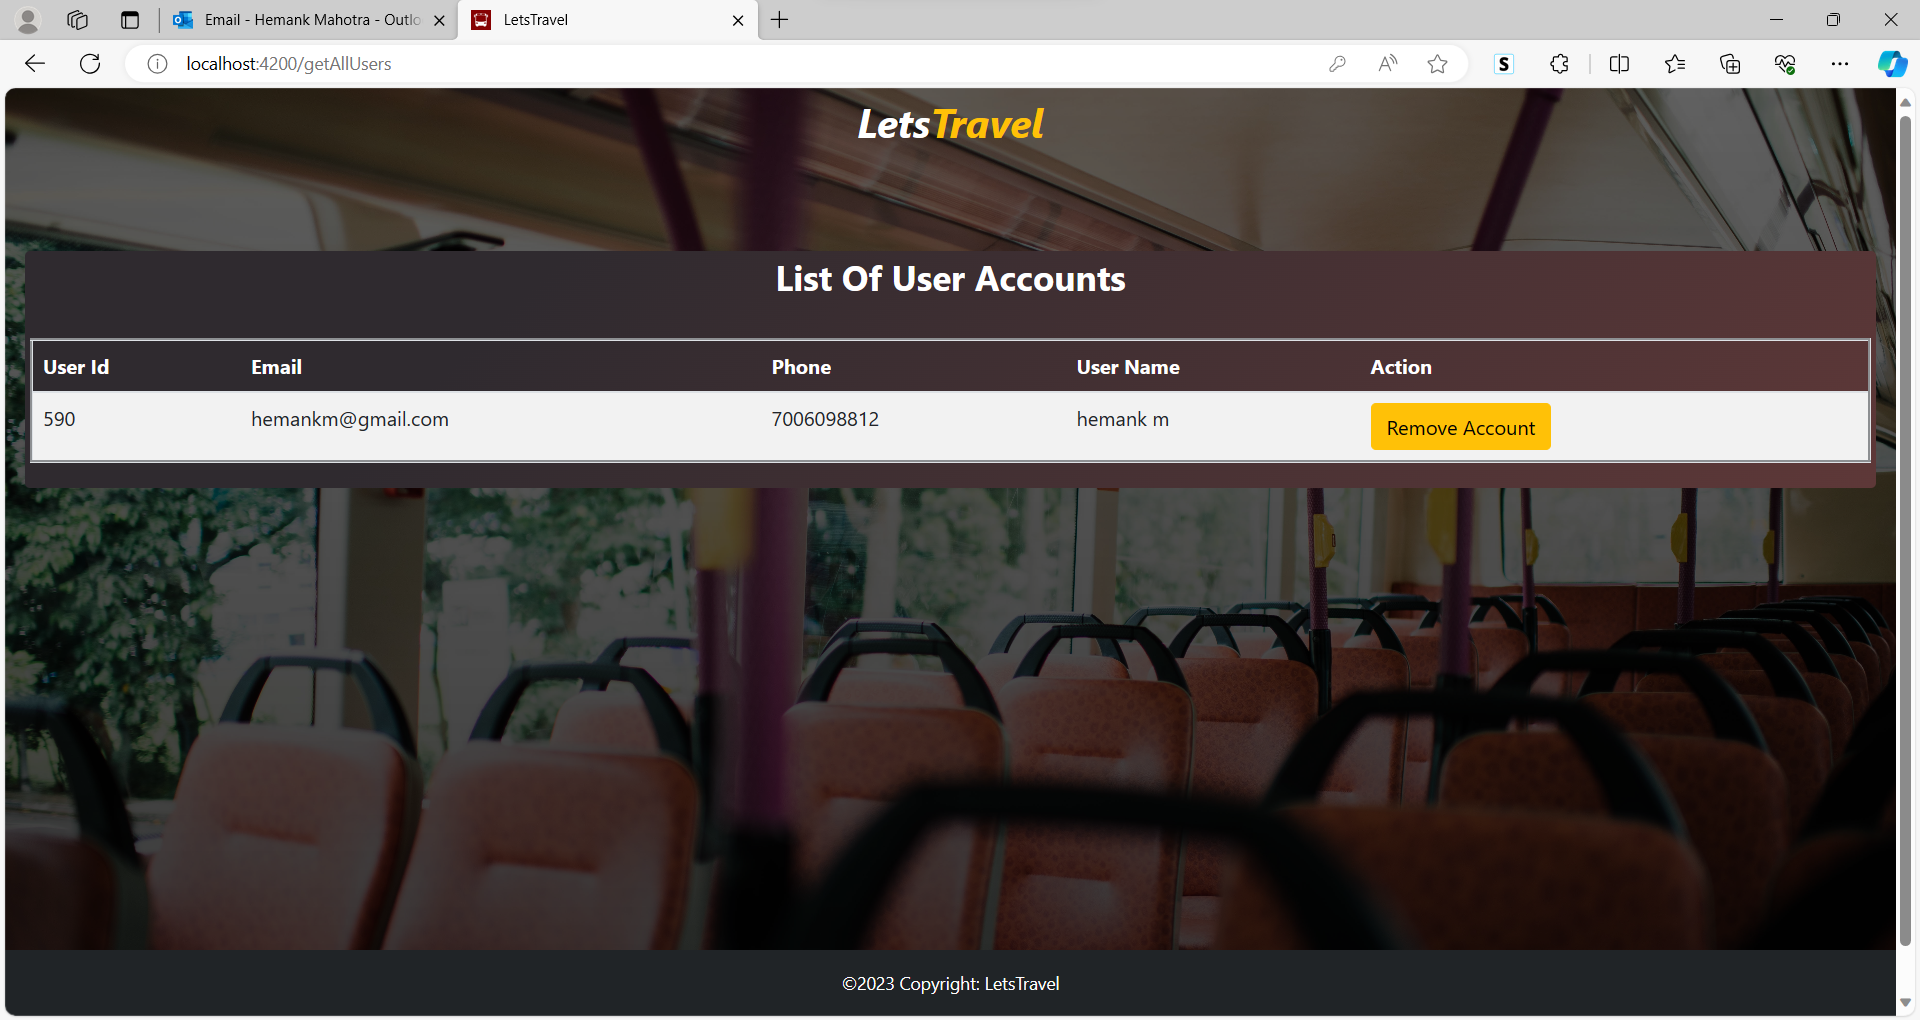 Email - Hemank Mahotra - Outlo
LetsTravel
localhost:4200/getAllUsers
LetsTravel
List Of User Accounts
User Id Email Phone User Name Action
590 hemankm@gmail.com 7006098812 hemank m Remove Account
©2023 Copyright: LetsTravel